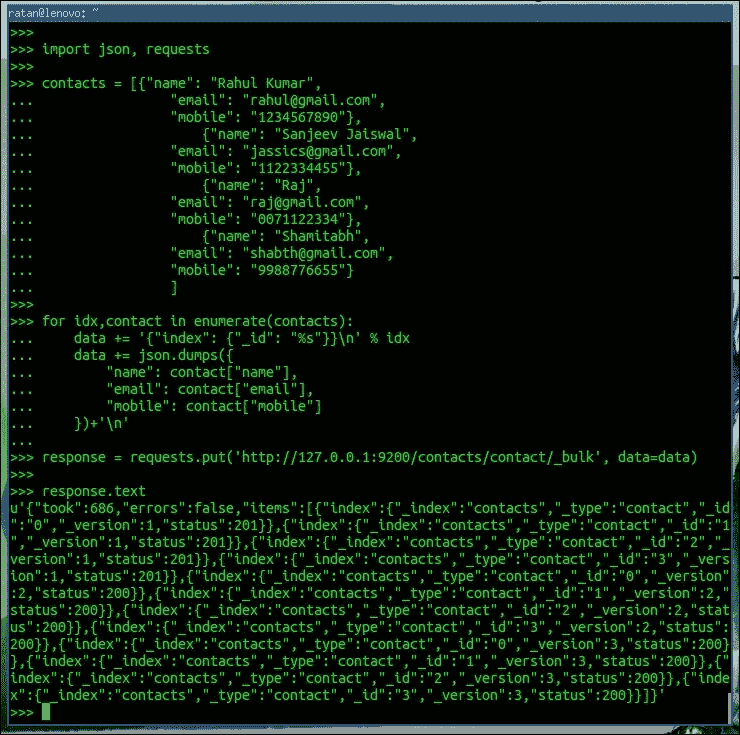 ratan@lenovo: ~
>>>
>>> import json, requests
>>>
>>> contacts = [{"name": "Rahul Kumar",
...                 "email": "rahul@gmail.com",
...                 "mobile": "1234567890"},
...                     {"name": "Sanjeev Jaiswal",
...                 "email": "jassics@gmail.com",
...                 "mobile": "1122334455"},
...                     {"name": "Raj",
...                 "email": "raj@gmail.com",
...                 "mobile": "0071122334"},
...                     {"name": "Shamitabh",
...                 "email": "shabth@gmail.com",
...                 "mobile": "9988776655"}
...                 ]
>>>
>>> for idx,contact in enumerate(contacts):
...     data += '{"index": {"_id": "%s"}}\n' % idx
...     data += json.dumps({
...         "name": contact["name"],
...         "email": contact["email"],
...         "mobile": contact["mobile"]
...     })+'\n'
...
>>> response = requests.put('http://127.0.0.1:9200/contacts/contact/_bulk', data=data)
>>>
>>> response.text
u'{"took":686,"errors":false,"items":[{"index":{"_index":"contacts","_type":"contact","_id
":"0","_version":1,"status":201}},{"index":{"_index":"contacts","_type":"contact","_id":"1
","_version":1,"status":201}},{"index":{"_index":"contacts","_type":"contact","_id":"2","_
version":1,"status":201}},{"index":{"_index":"contacts","_type":"contact","_id":"3","_vers
ion":1,"status":201}},{"index":{"_index":"contacts","_type":"contact","_id":"0","_version"
:2,"status":200}},{"index":{"_index":"contacts","_type":"contact","_id":"1","_version":2,"
status":200}},{"index":{"_index":"contacts","_type":"contact","_id":"2","_version":2,"stat
us":200}},{"index":{"_index":"contacts","_type":"contact","_id":"3","_version":2,"status":
200}},{"index":{"_index":"contacts","_type":"contact","_id":"0","_version":3,"status":200}
},{"index":{"_index":"contacts","_type":"contact","_id":"1","_version":3,"status":200}},{"
index":{"_index":"contacts","_type":"contact","_id":"2","_version":3,"status":200}},{"inde
x":{"_index":"contacts","_type":"contact","_id":"3","_version":3,"status":200}}]}'
>>>